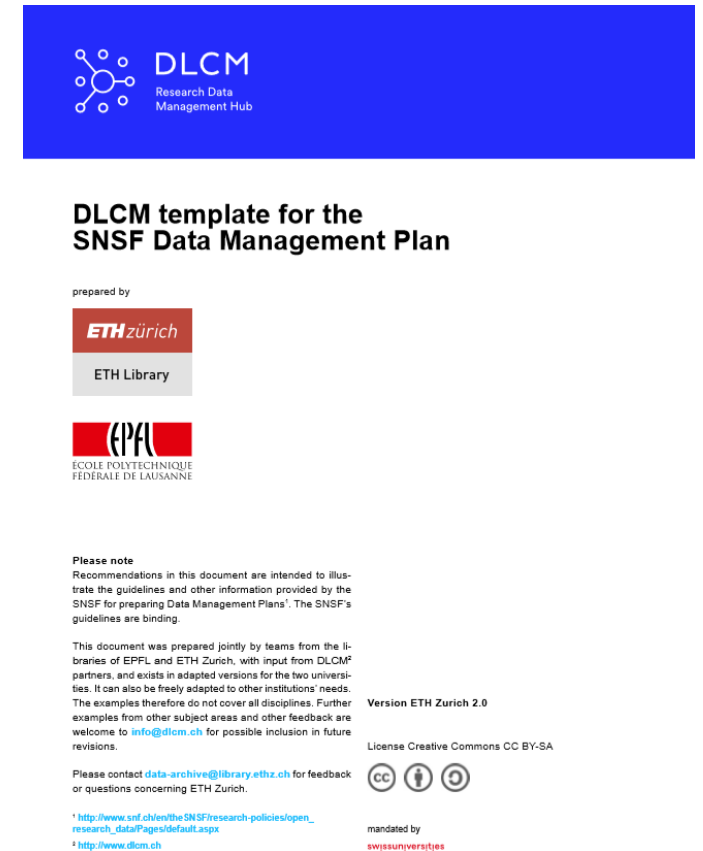 DLCM
Research Data
Management Hub
DLCM template for the
SNSF Data Management Plan
prepared by
ETH zürich
ETH Library
EPFL
ÉCOLE POLYTECHNIQUE
FÉDÉRALE DE LAUSANNE
Please note
Recommendations in this document are intended to illus-
trate the guidelines and other information provided by the
SNSF for preparing Data Management Plans¹. The SNSF's
guidelines are binding.
This document was prepared jointly by teams from the li-
braries of EPFL and ETH Zurich, with input from DLCM²
partners, and exists in adapted versions for the two universi-
ties. It can also be freely adapted to other institutions' needs.
The examples therefore do not cover all disciplines. Further
examples from other subject areas and other feedback are
welcome to info@dlcm.ch for possible inclusion in future
revisions.
Please contact data-archive@library.ethz.ch for feedback
or questions concerning ETH Zurich.
¹ http://www.snf.ch/en/theSNSF/research-policies/open_
research_data/Pages/default.aspx
² http://www.dlcm.ch
Version ETH Zurich 2.0
License Creative Commons CC BY-SA
cc
mandated by
swissuniversities